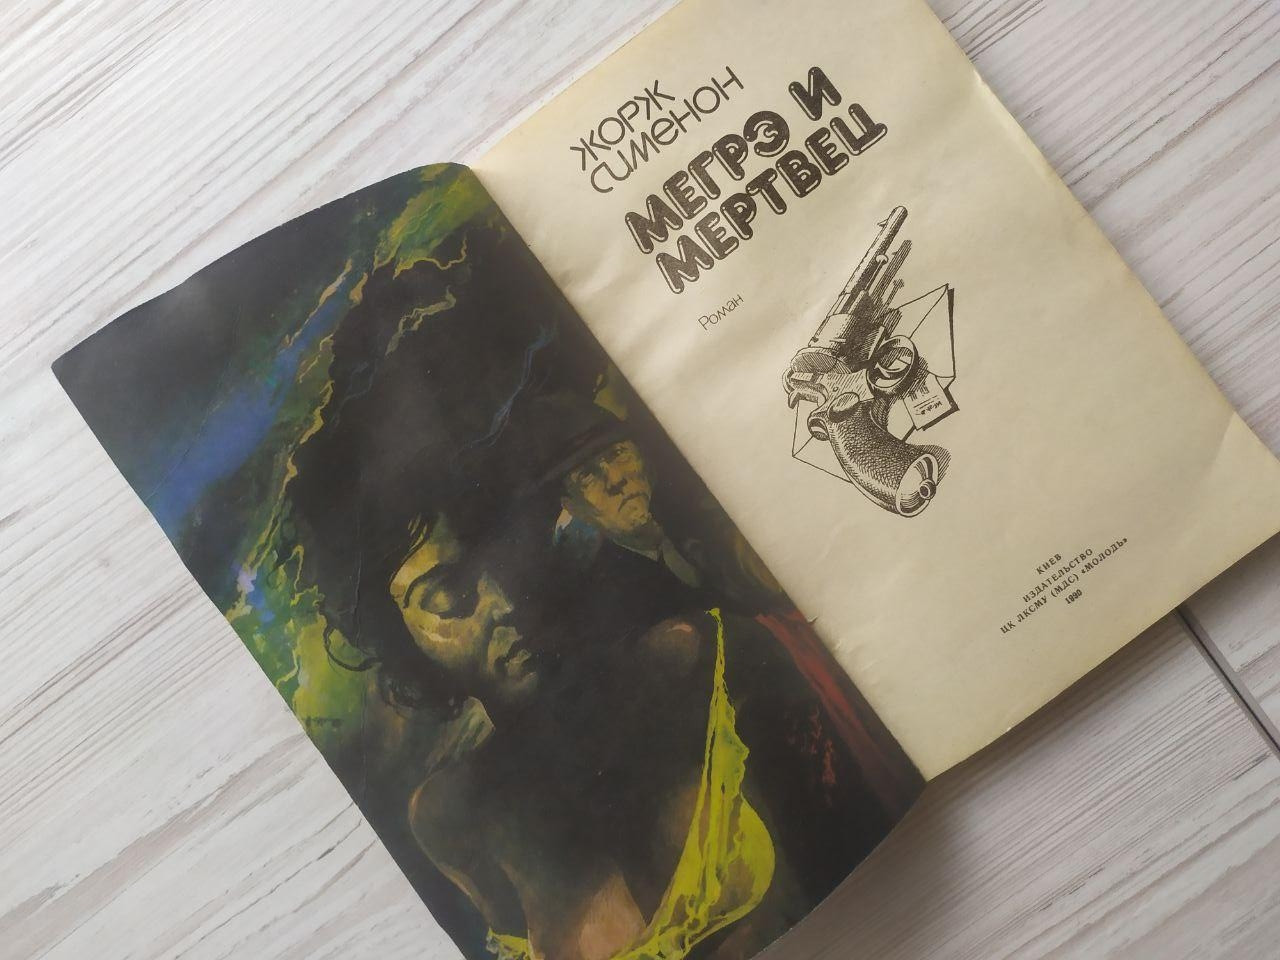 ЖОРЖ
СИМЕНОН
МЕГРЭ И
МЕРТВЕЦ
Роман
КИЕВ
ИЗДАТЕЛЬСТВО
ЦК ЛКСМУ (МДС) «МОЛОДЬ»
1990